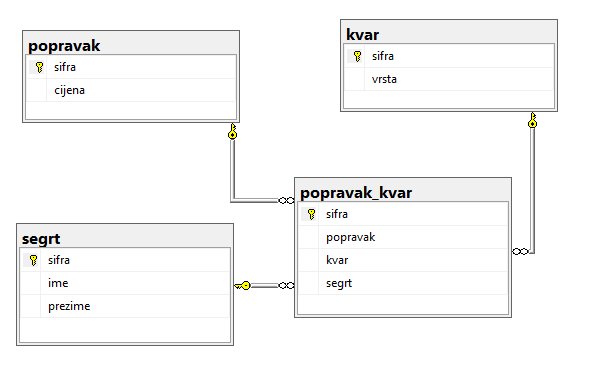 popravak
sifra
cijena
kvar
sifra
vrsta
popravak_kvar
sifra
popravak
kvar
segrt
segrt
sifra
ime
prezime